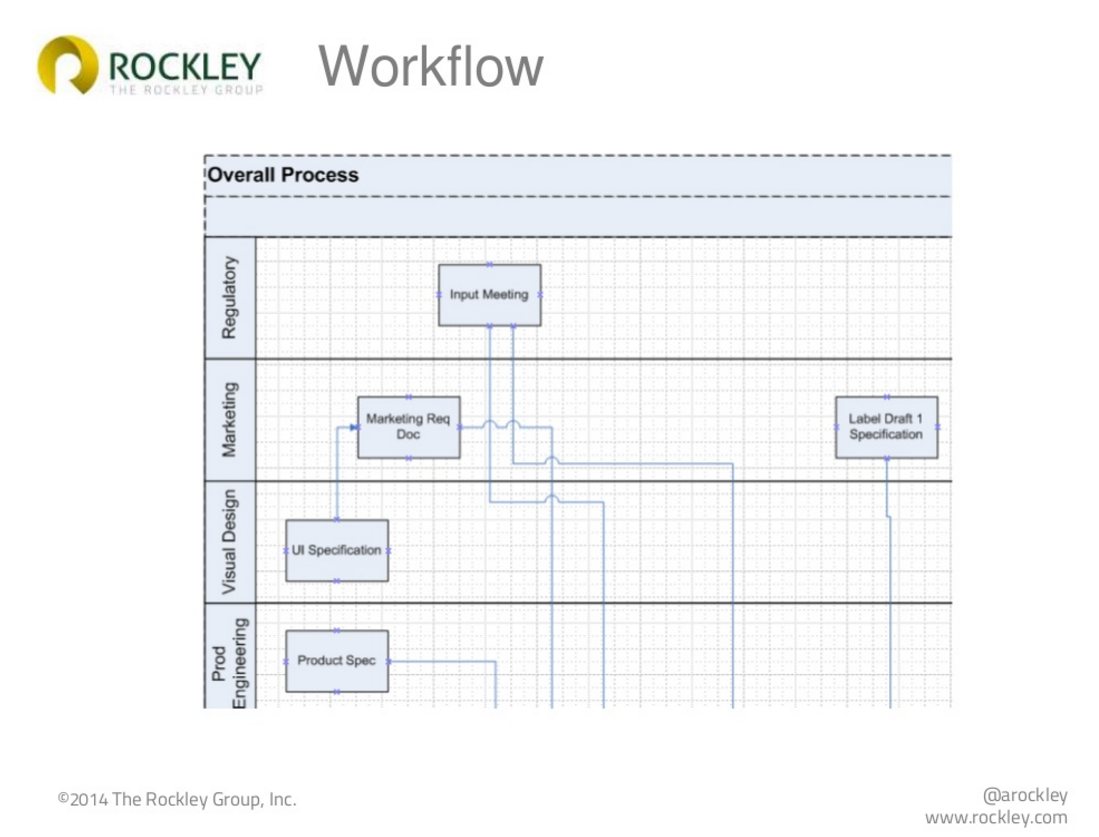 ROCKLEY
THE ROCKLEY GROUP
Workflow
Overall Process
Regulatory
Input Meeting
Marketing
Marketing Req
Doc
Label Draft 1
Specification
Visual Design
UI Specification
Prod
Engineering
Product Spec
©2014 The Rockley Group, Inc.
@arockley
www.rockley.com